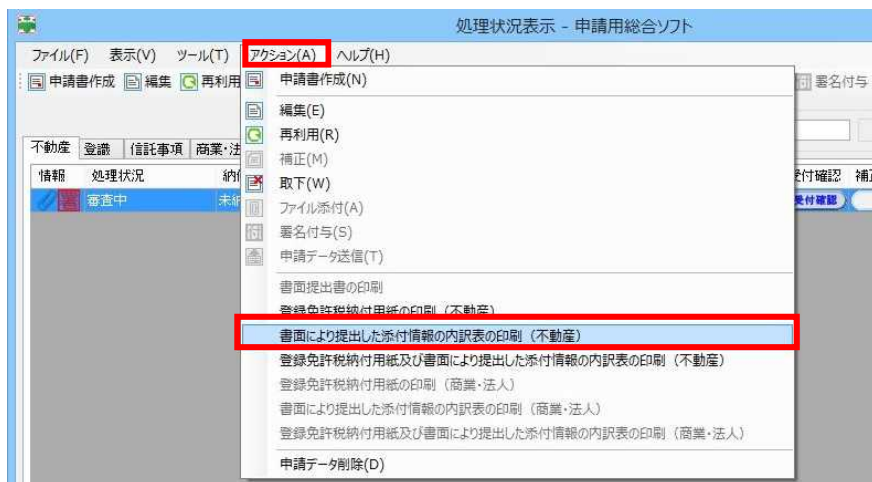 処理状況表示 - 申請用総合ソフト
ファイル(F) 表示(V) ツール(T) アクション(A) ヘルプ(H)
申請書作成 編集 再利用
署名付与
申請書作成(N)
編集(E)
再利用(R)
補正(M)
取下(W)
ファイル添付(A)
署名付与(S)
申請データ送信(T)
書面提出書の印刷
登録免許税納付用紙の印刷（不動産）
書面により提出した添付情報の内訳表の印刷（不動産）
登録免許税納付用紙及び書面により提出した添付情報の内訳表の印刷（不動産）
登録免許税納付用紙の印刷（商業・法人）
書面により提出した添付情報の内訳表の印刷（商業・法人）
登録免許税納付用紙及び書面により提出した添付情報の内訳表の印刷（商業・法人）
申請データ削除(D)
不動産 登識 信託事項 商業・法
情報 処理状況 納付
受付確認 補正
審査中 未納
受付確認